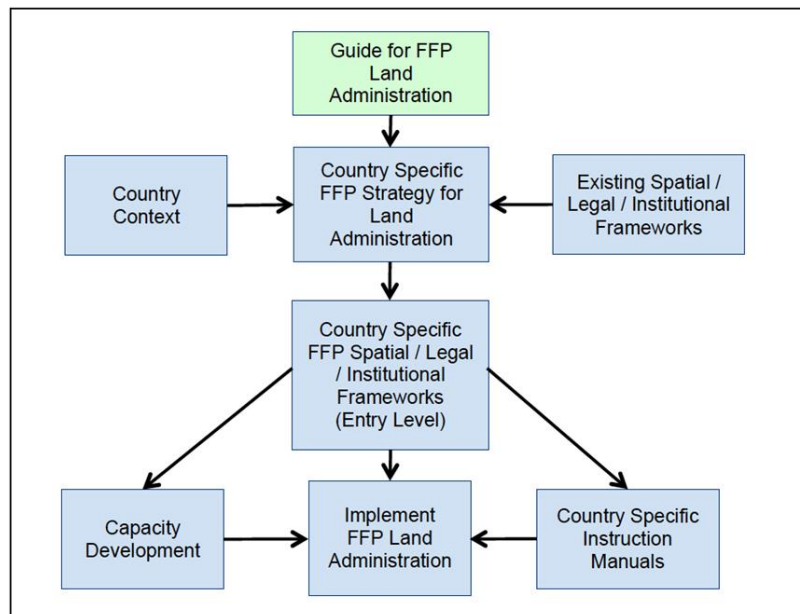 Guide for FFP
Land
Administration
Country
Context
Country Specific
FFP Strategy for
Land
Administration
Existing Spatial /
Legal / Institutional
Frameworks
Country Specific
FFP Spatial / Legal
/ Institutional
Frameworks
(Entry Level)
Capacity
Development
Implement
FFP Land
Administration
Country Specific
Instruction
Manuals